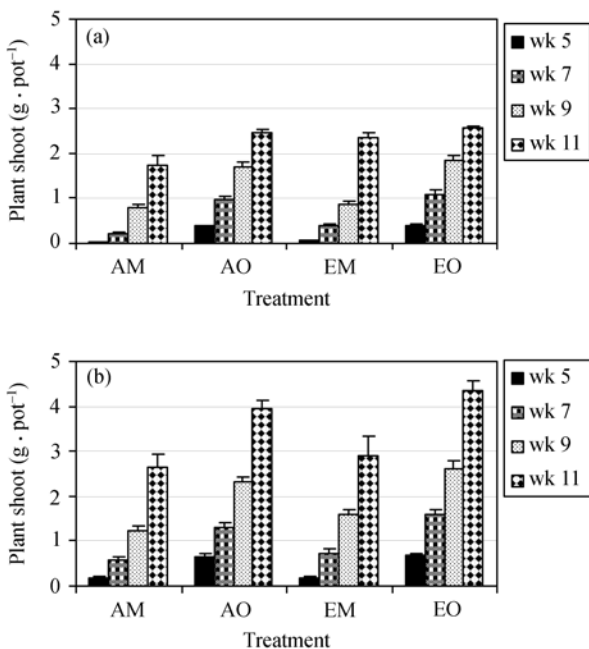 (a)
Plant shoot (g · pot⁻¹)
5
4
3
2
1
0
AM AO EM EO
Treatment
wk 5
wk 7
wk 9
wk 11
(b)
Plant shoot (g · pot⁻¹)
5
4
3
2
1
0
AM AO EM EO
Treatment
wk 5
wk 7
wk 9
wk 11